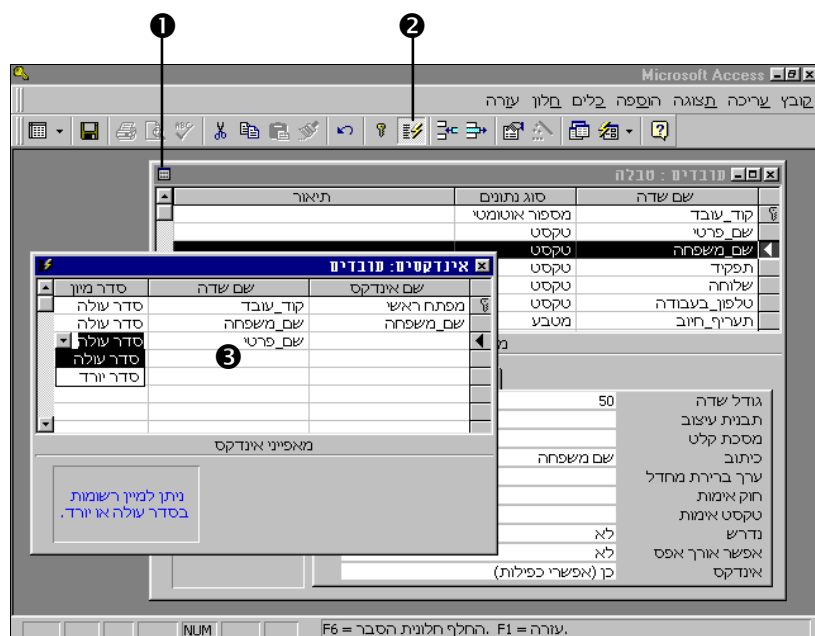 ❶ ❷
Microsoft Access
קובץ עריכה תצוגה הוספה כלים חלון עזרה
עובדים : טבלה
שם שדה סוג נתונים תיאור
קוד_עובד מספור אוטומטי
שם_פרטי טקסט
שם_משפחה טקסט
תפקיד טקסט
שלוחה טקסט
טלפון_בעבודה טקסט
תעריף_חיוב מטבע
אינדקסים: עובדים
שם אינדקס שם שדה סדר מיון
מפתח ראשי קוד_עובד סדר עולה
שם_משפחה שם_משפחה סדר עולה
שם_פרטי סדר עולה
❸
סדר עולה
סדר יורד
מאפייני אינדקס
ניתן למיין רשומות
בסדר עולה או יורד.
גודל שדה 50
תבנית עיצוב
מסכת קלט
כיתוב שם משפחה
ערך ברירת מחדל
חוק אימות
טקסט אימות
נדרש לא
אפשר אורך אפס לא
אינדקס כן (אפשרי כפילות)
F6 = החלף חלונית הסבר. F1 = עזרה.
NUM